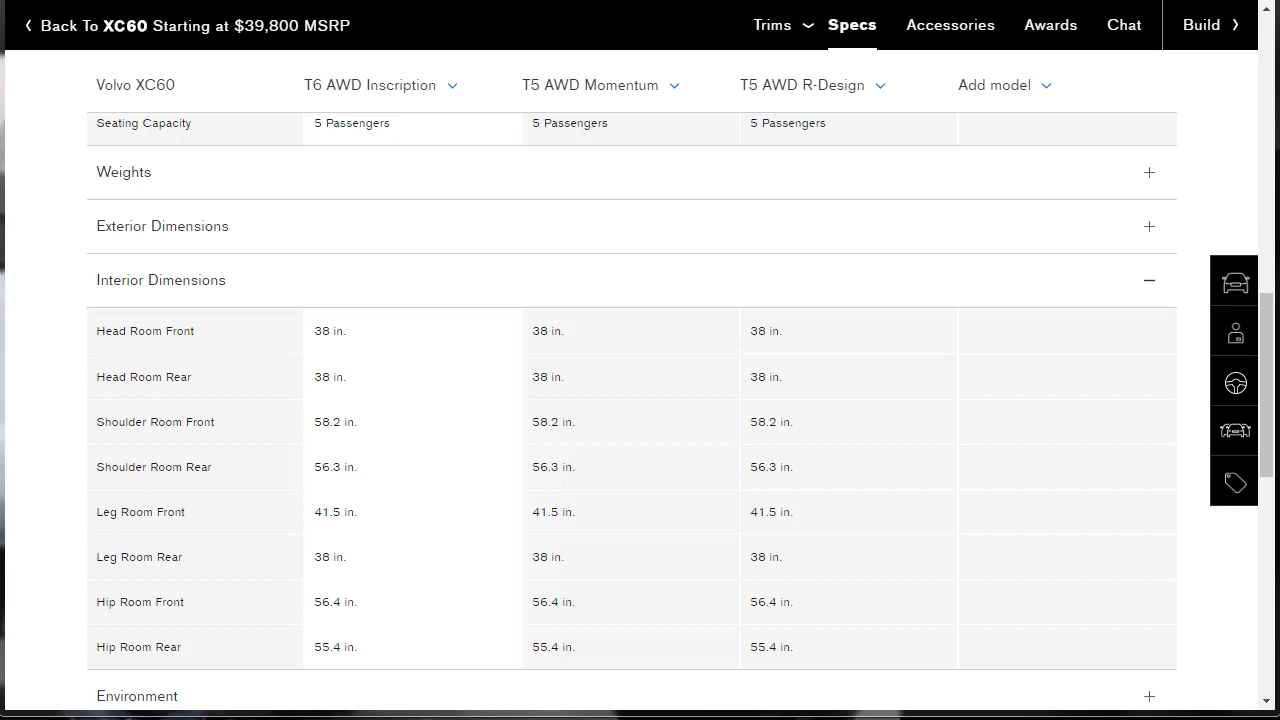 Back To XC60 Starting at $39,800 MSRP Trims Specs Accessories Awards Chat Build
Volvo XC60 T6 AWD Inscription T5 AWD Momentum T5 AWD R-Design Add model
Seating Capacity 5 Passengers 5 Passengers 5 Passengers
Weights
Exterior Dimensions
Interior Dimensions
Head Room Front 38 in. 38 in. 38 in.
Head Room Rear 38 in. 38 in. 38 in.
Shoulder Room Front 58.2 in. 58.2 in. 58.2 in.
Shoulder Room Rear 56.3 in. 56.3 in. 56.3 in.
Leg Room Front 41.5 in. 41.5 in. 41.5 in.
Leg Room Rear 38 in. 38 in. 38 in.
Hip Room Front 56.4 in. 56.4 in. 56.4 in.
Hip Room Rear 55.4 in. 55.4 in. 55.4 in.
Environment